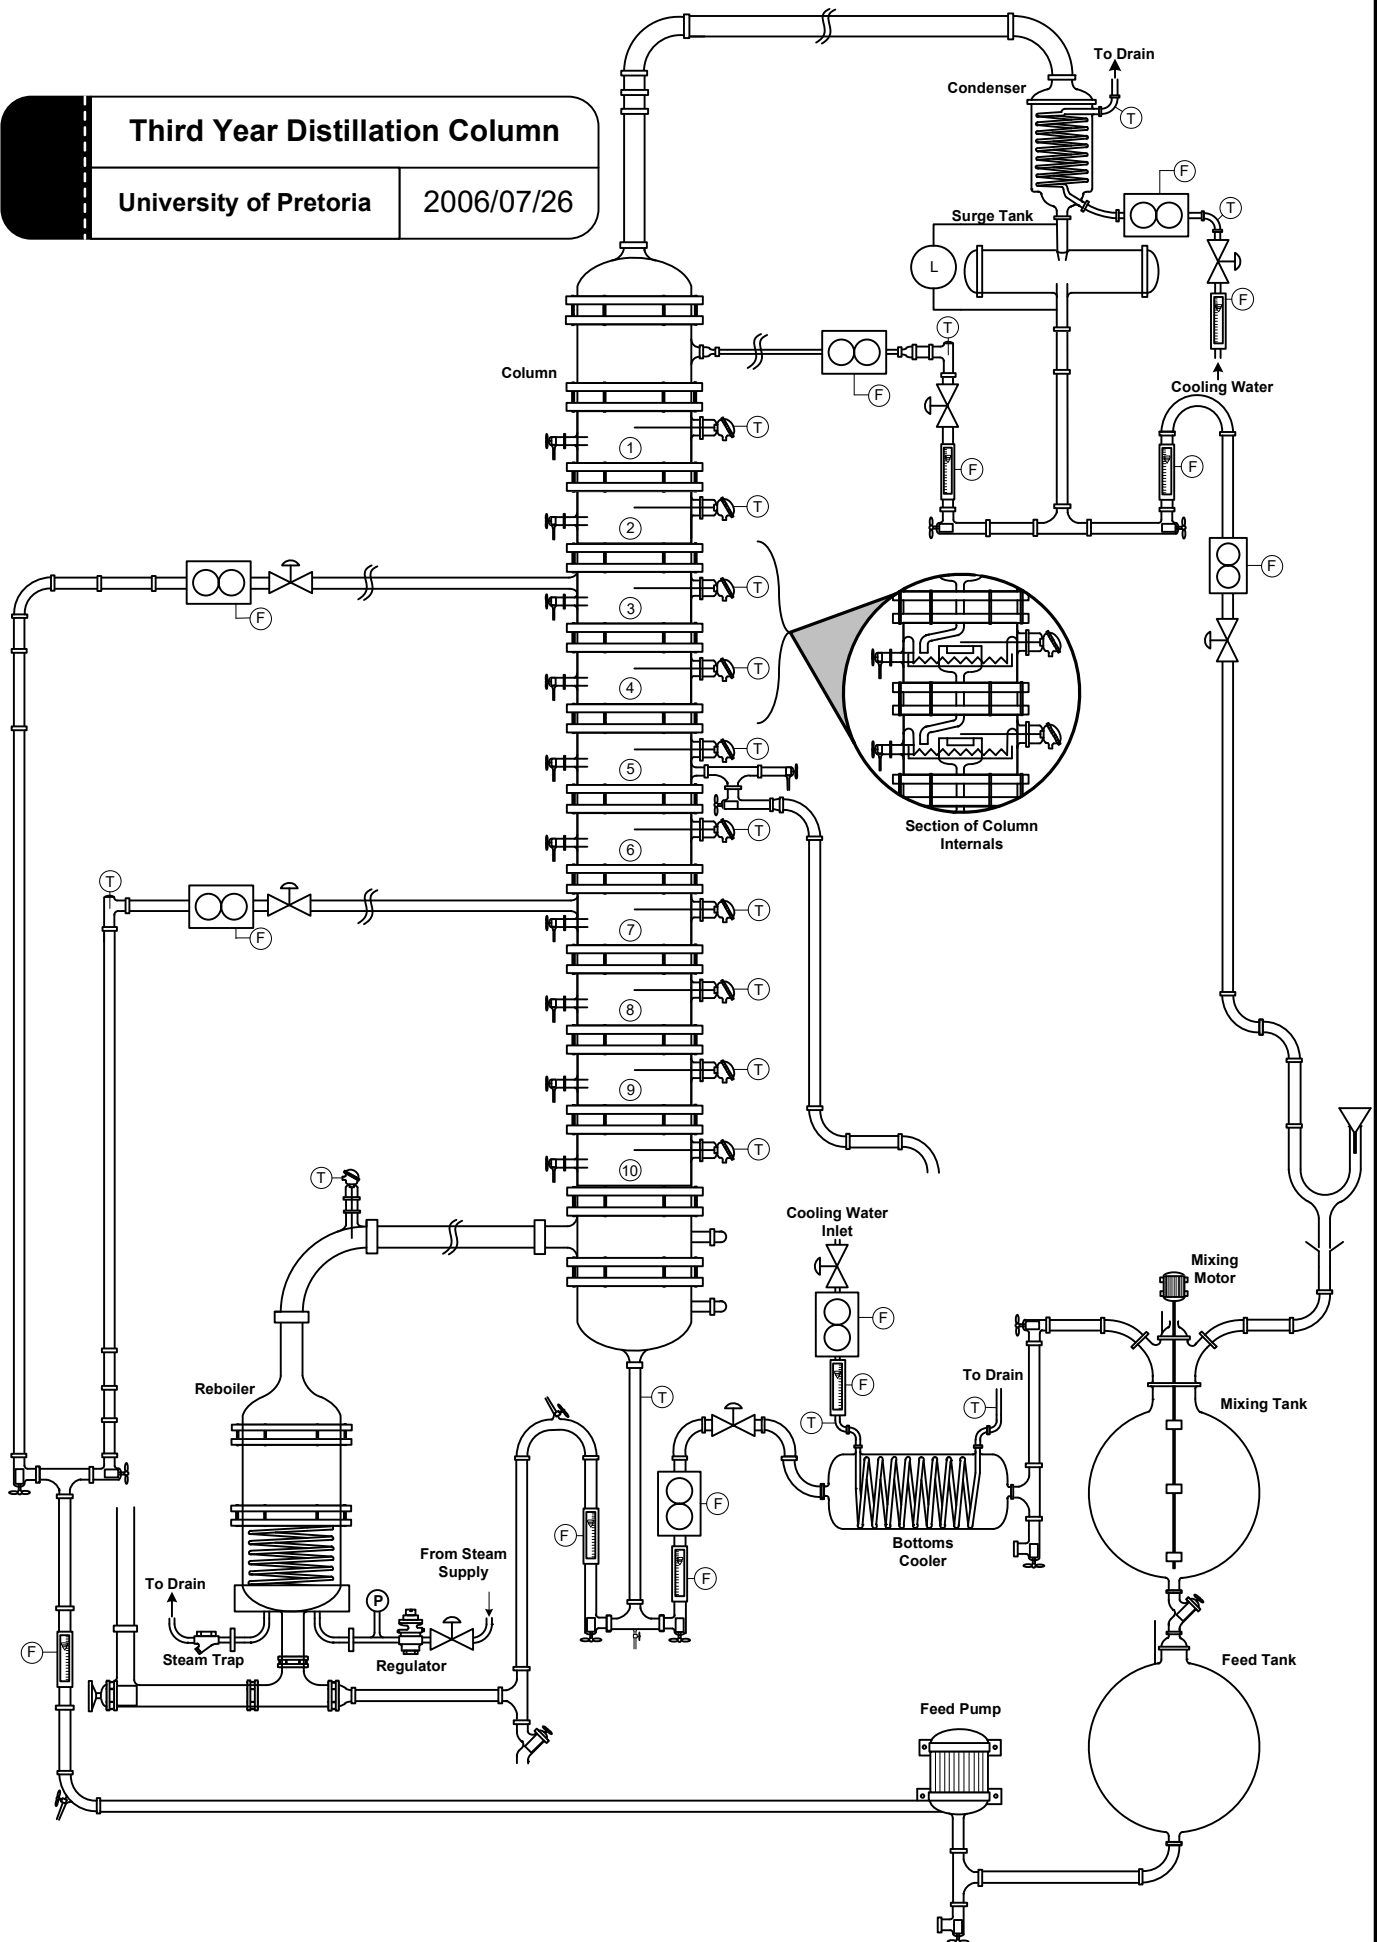 Third Year Distillation Column
University of Pretoria
2006/07/26
To Drain
Condenser
T
F
T
Surge Tank
L
F
Cooling Water
T
F
Column
1
T
F
F
2
T
F
3
T
F
4
T
5
T
Section of Column
Internals
6
T
T
F
7
T
8
T
9
T
10
T
T
Cooling Water
Inlet
Mixing
Motor
F
Reboiler
T
F
To Drain
T
T
Mixing Tank
F
F
F
Bottoms
Cooler
From Steam
Supply
To Drain
P
Steam Trap
Regulator
F
Feed Tank
Feed Pump